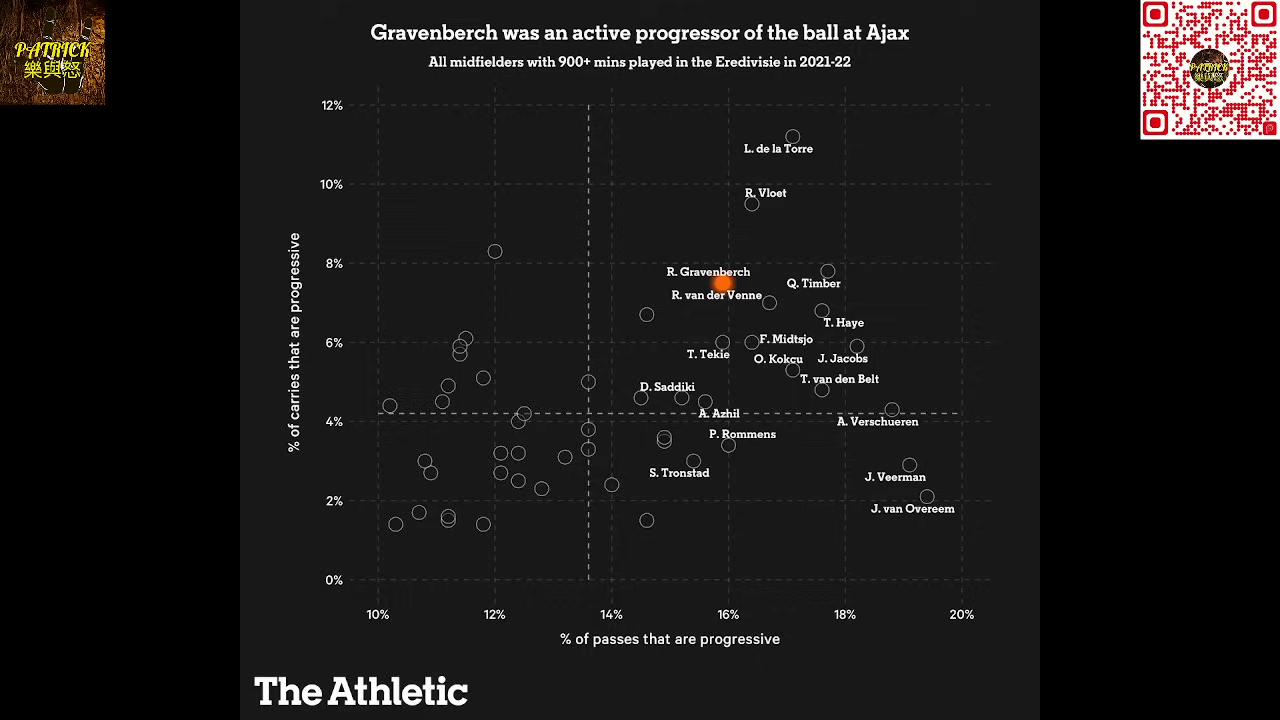 PATRICK
樂與怒
PATRICK
樂與怒
Gravenberch was an active progressor of the ball at Ajax
All midfielders with 900+ mins played in the Eredivisie in 2021-22
12%
10%
8%
6%
4%
2%
0%
% of carries that are progressive
L. de la Torre
R. Vloet
R. Gravenberch
Q. Timber
R. van der Venne
T. Haye
F. Midtsjo
T. Tekie
O. Kokcu
J. Jacobs
T. van den Belt
D. Saddiki
A. Azhil
A. Verschueren
P. Rommens
S. Tronstad
J. Veerman
J. van Overeem
10%
12%
14%
16%
18%
20%
% of passes that are progressive
The Athletic